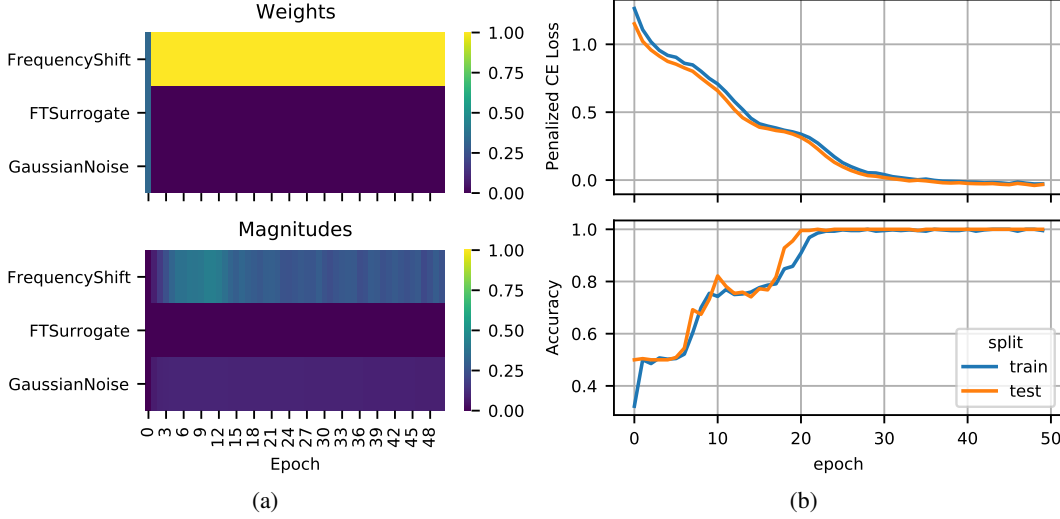 Weights
FrequencyShift
FTSurrogate
GaussianNoise
1.00
0.75
0.50
0.25
0.00
Magnitudes
FrequencyShift
FTSurrogate
GaussianNoise
1.00
0.75
0.50
0.25
0.00
0 3 6 9 12 15 18 21 24 27 30 33 36 39 42 45 48
Epoch
(a)
Penalized CE Loss
1.0
0.5
0.0
Accuracy
1.0
0.8
0.6
0.4
split
train
test
0 10 20 30 40 50
epoch
(b)